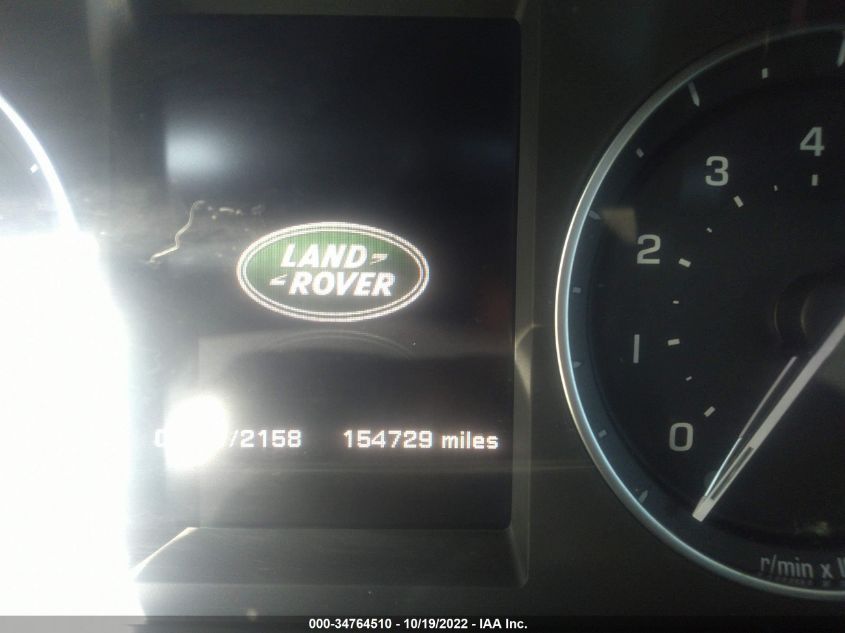 LAND
ROVER
/2158 154729 miles
4
3
2
1
0
r/min x
000-34764510 - 10/19/2022 - IAA Inc.